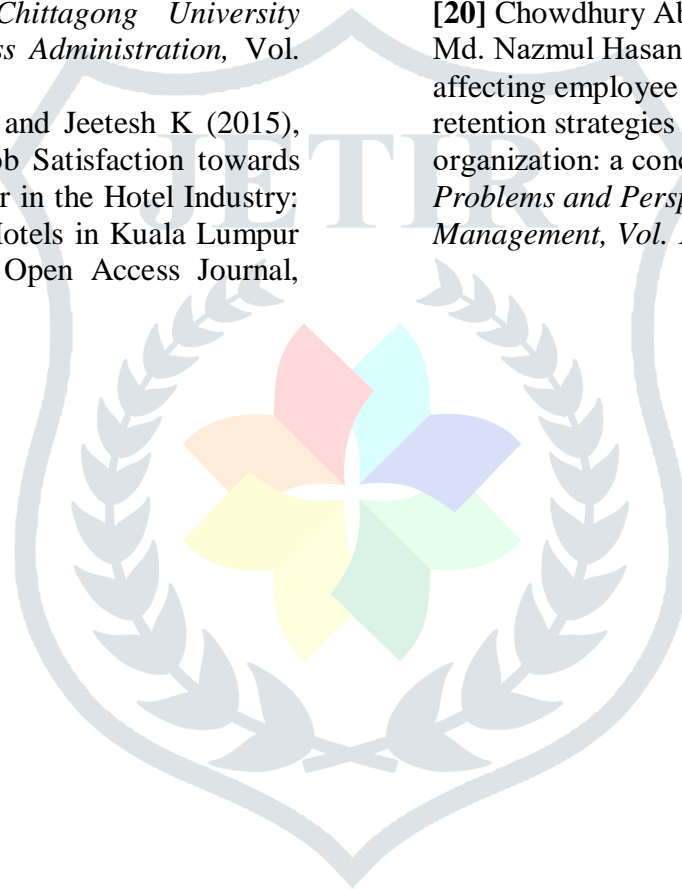 Chittagong University
ss Administration, Vol.
and Jeetesh K (2015),
ob Satisfaction towards
r in the Hotel Industry:
Hotels in Kuala Lumpur
Open Access Journal,
[20] Chowdhury Ab
Md. Nazmul Hasan
affecting employee
retention strategies
organization: a conc
Problems and Persp
Management, Vol.
JETIR